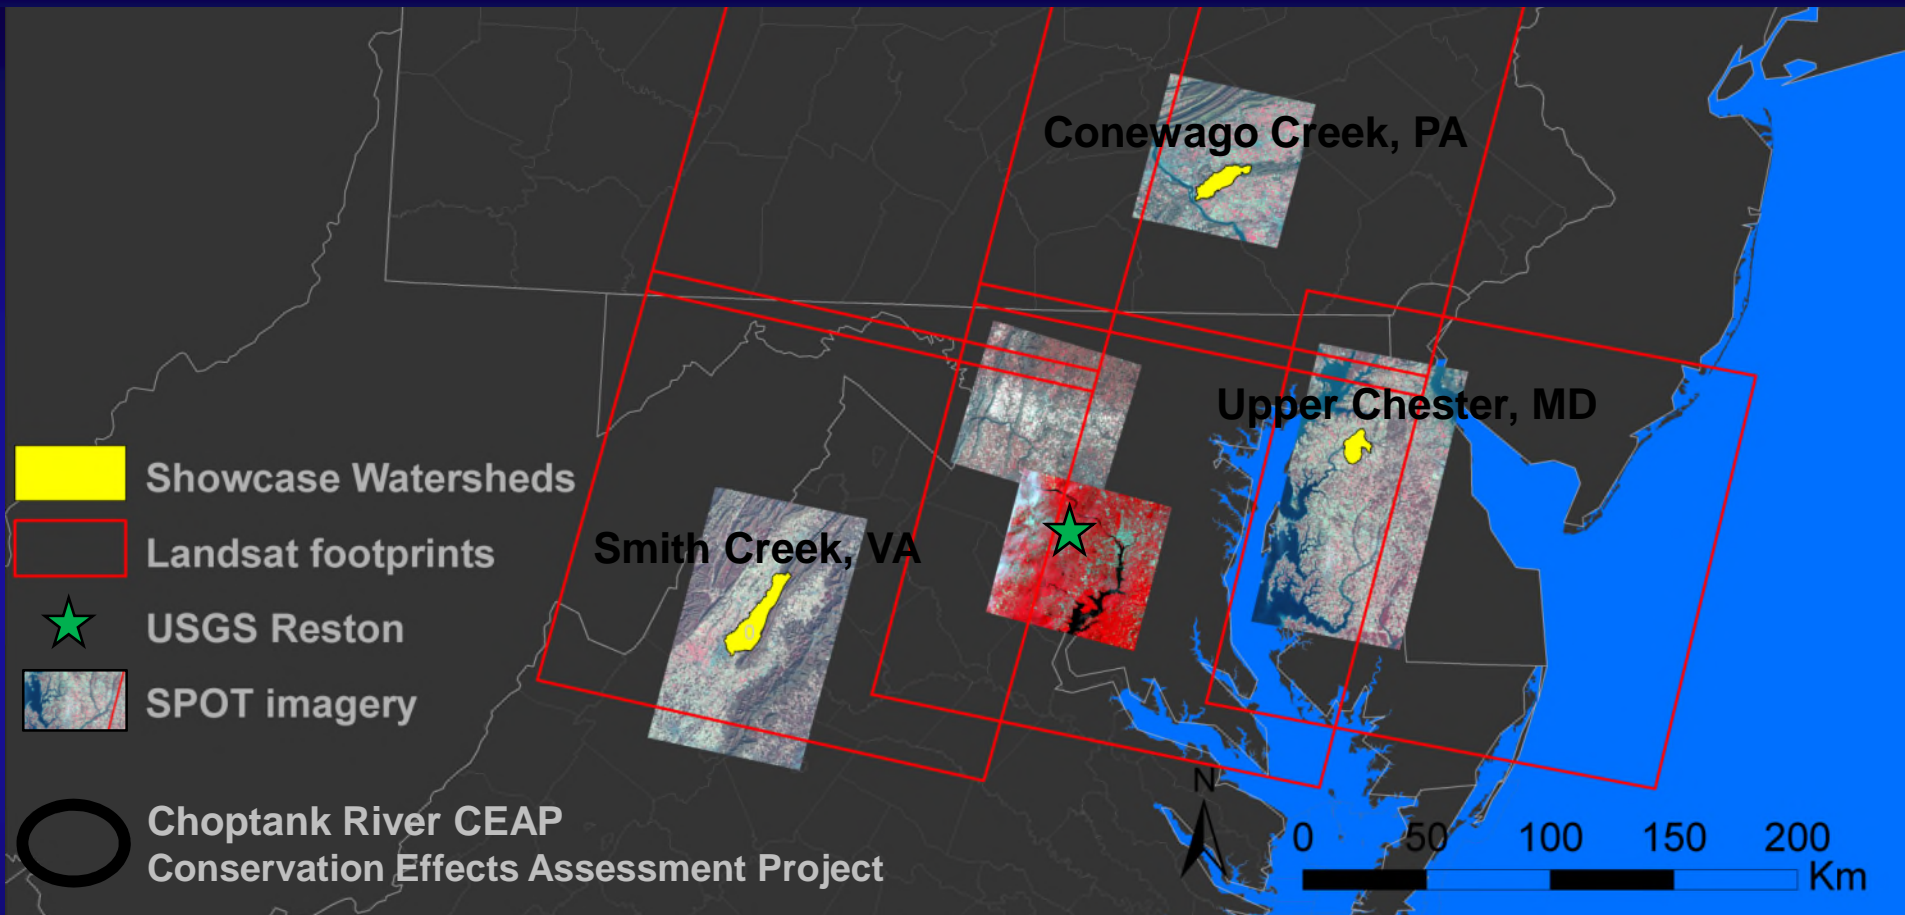 Conewago Creek, PA
Upper Chester, MD
Showcase Watersheds
Smith Creek, VA
Landsat footprints
0
USGS Reston
SPOT imagery
N
Choptank River CEAP
Conservation Effects Assessment Project
0 50 100 150 200
Km